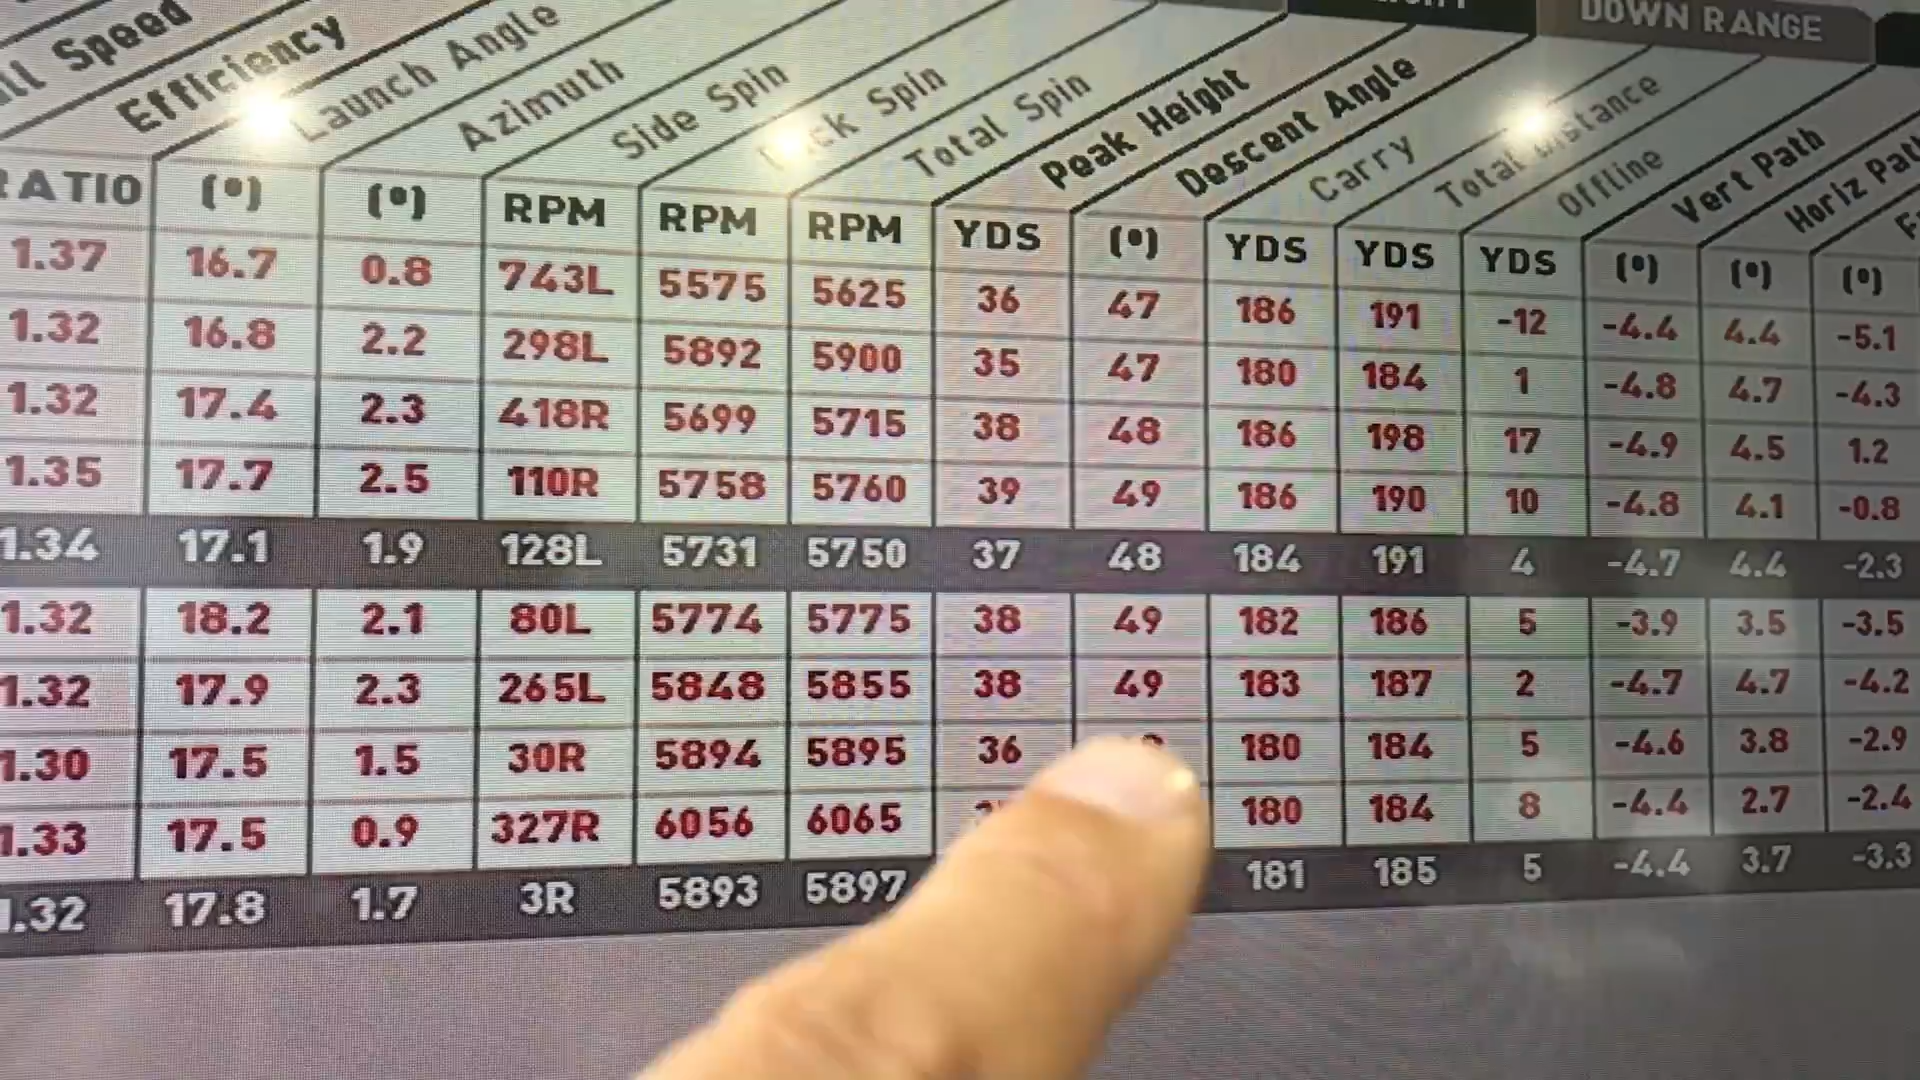 DOWN RANGE
Ball Speed Efficiency Launch Angle Azimuth Side Spin Back Spin Total Spin Peak Height Descent Angle Carry Total Distance Offline Vert Path Horiz Path
RATIO (°) (°) RPM RPM RPM YDS (°) YDS YDS YDS (°) (°) (°)
1.37 16.7 0.8 743L 5575 5625 36 47 186 191 -12 -4.4 4.4 -5.1
1.32 16.8 2.2 298L 5892 5900 35 47 180 184 1 -4.8 4.7 -4.3
1.32 17.4 2.3 418R 5699 5715 38 48 186 198 17 -4.9 4.5 1.2
1.35 17.7 2.5 110R 5758 5760 39 49 186 190 10 -4.8 4.1 -0.8
1.34 17.1 1.9 128L 5731 5750 37 48 184 191 4 -4.7 4.4 -2.3
1.32 18.2 2.1 80L 5774 5775 38 49 182 186 5 -3.9 3.5 -3.5
1.32 17.9 2.3 265L 5848 5855 38 49 183 187 2 -4.7 4.7 -4.2
1.30 17.5 1.5 30R 5894 5895 36 180 184 5 -4.6 3.8 -2.9
1.33 17.5 0.9 327R 6056 6065 180 184 8 -4.4 2.7 -2.4
1.32 17.8 1.7 3R 5893 5897 181 185 5 -4.4 3.7 -3.3